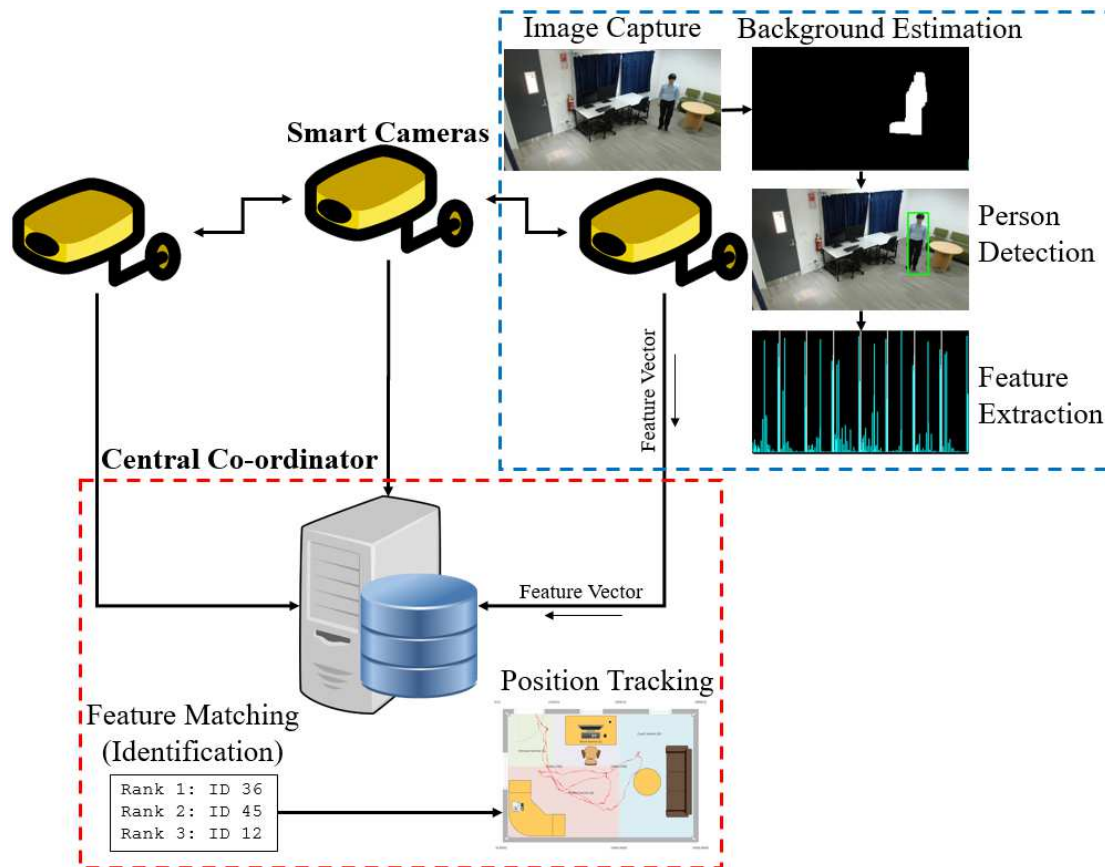 Image Capture
Background Estimation
Smart Cameras
Person
Detection
Feature Vector
Feature
Extraction
Central Co-ordinator
Feature Vector
Position Tracking
Feature Matching
(Identification)
Rank 1: ID 36
Rank 2: ID 45
Rank 3: ID 12